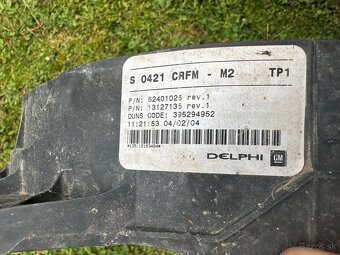 S 0421 CRFM - M2 TP1
P/N: 52401025 rev.1
P/N: 13127135 rev.1
DUNS CODE: 395294952
11:21:53 04/02/04
DELPHI GM